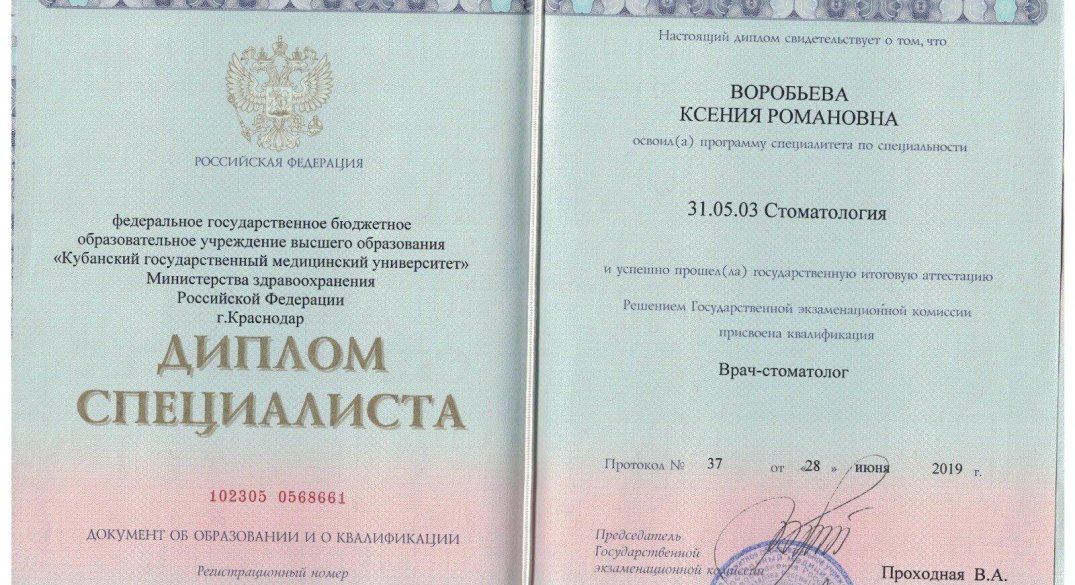 РОССИЙСКАЯ ФЕДЕРАЦИЯ
федеральное государственное бюджетное
образовательное учреждение высшего образования
«Кубанский государственный медицинский университет»
Министерства здравоохранения
Российской Федерации
г.Краснодар
ДИПЛОМ
СПЕЦИАЛИСТА
102305 0568661
ДОКУМЕНТ ОБ ОБРАЗОВАНИИ И О КВАЛИФИКАЦИИ
Регистрационный номер
Настоящий диплом свидетельствует о том, что
ВОРОБЬЕВА
КСЕНИЯ РОМАНОВНА
освоил(а) программу специалитета по специальности
31.05.03 Стоматология
и успешно прошел(ла) государственную итоговую аттестацию
Решением Государственной экзаменационной комиссии
присвоена квалификация
Врач-стоматолог
Протокол № 37 от «28» июня 2019 г.
Председатель
Государственной
экзаменационной комиссии
Проходная В.А.